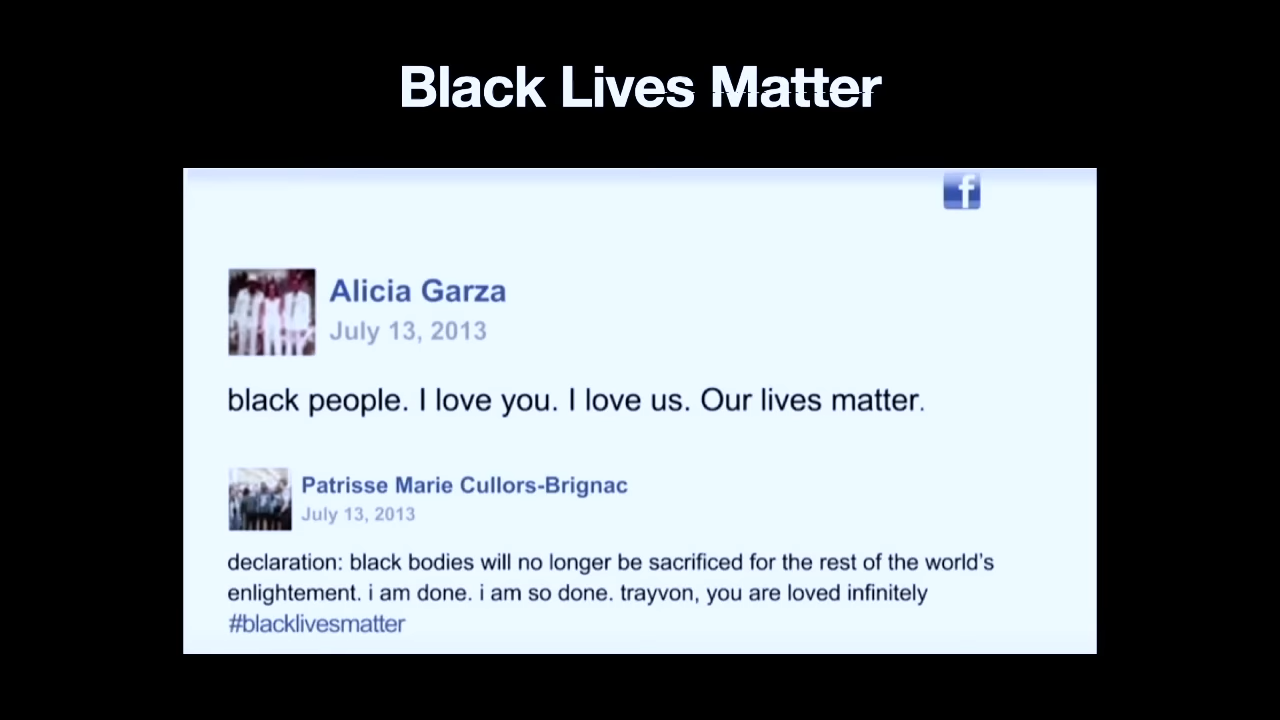 Black Lives Matter
f
Alicia Garza
July 13, 2013
black people. I love you. I love us. Our lives matter.
Patrisse Marie Cullors-Brignac
July 13, 2013
declaration: black bodies will no longer be sacrificed for the rest of the world's
enlightement. i am done. i am so done. trayvon, you are loved infinitely
#blacklivesmatter